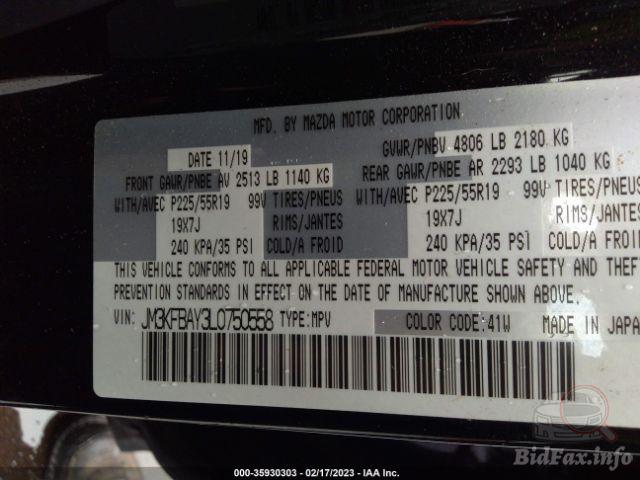 MFD. BY MAZDA MOTOR CORPORATION
DATE 11/19
GVWR/PNBV 4806 LB 2180 KG
FRONT GAWR/PNBE AV 2513 LB 1140 KG
REAR GAWR/PNBE AR 2293 LB 1040 KG
WITH/AVEC P225/55R19 99V TIRES/PNEUS
WITH/AVEC P225/55R19 99V TIRES/PNEUS
19X7J RIMS/JANTES
19X7J RIMS/JANTES
240 KPA/35 PSI COLD/A FROID
240 KPA/35 PSI COLD/A FROID
THIS VEHICLE CONFORMS TO ALL APPLICABLE FEDERAL MOTOR VEHICLE SAFETY AND THEFT
PREVENTION STANDARDS IN EFFECT ON THE DATE OF MANUFACTURE SHOWN ABOVE.
VIN: JM3KFBAY3L0750558 TYPE:MPV COLOR CODE:41W MADE IN JAPA
BidFax.info
000-35930303 - 02/17/2023 - IAA Inc.